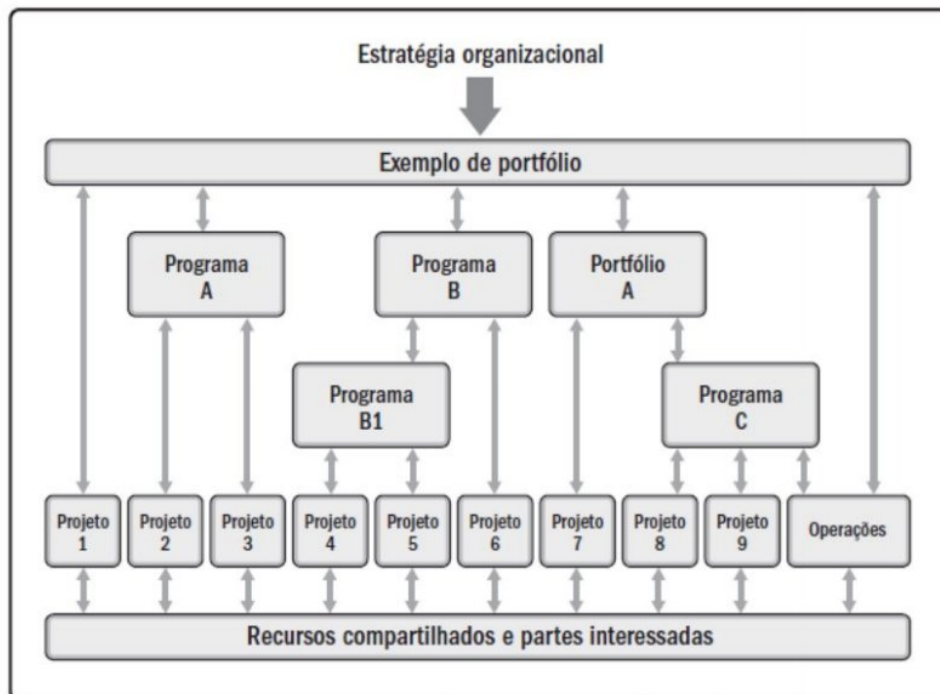 Estratégia organizacional
Exemplo de portfólio
Programa
A
Programa
B
Portfólio
A
Programa
B1
Programa
C
Projeto
1
Projeto
2
Projeto
3
Projeto
4
Projeto
5
Projeto
6
Projeto
7
Projeto
8
Projeto
9
Operações
Recursos compartilhados e partes interessadas